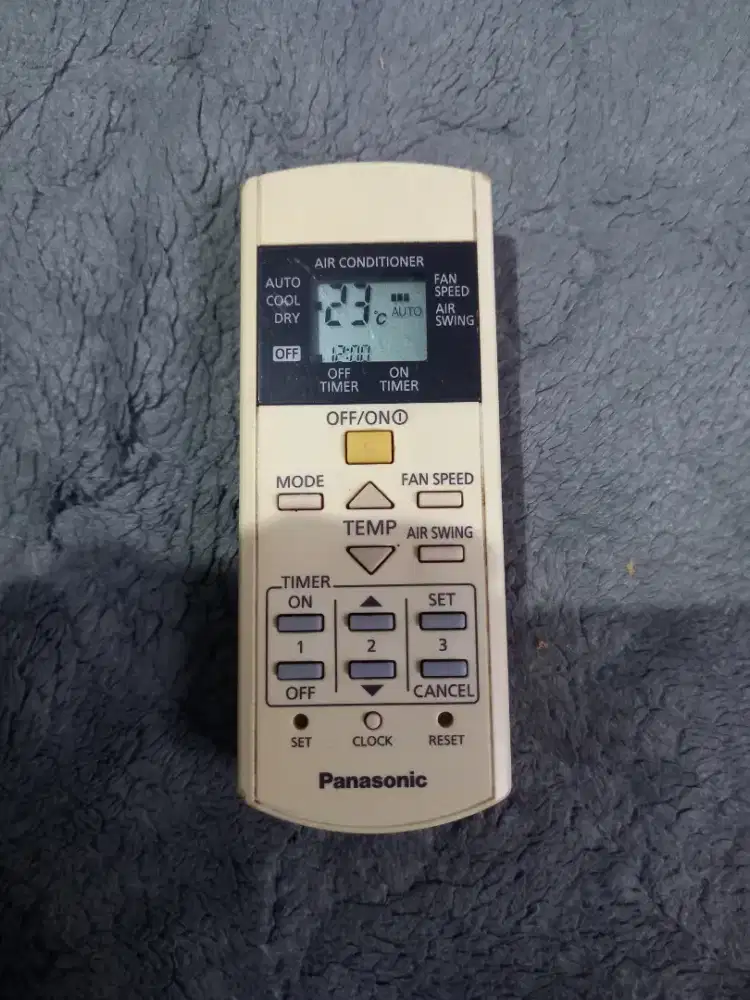 AIR CONDITIONER
AUTO
COOL
DRY
OFF
23°C
AUTO
12:00
FAN
SPEED
AIR
SWING
OFF
TIMER
ON
TIMER
OFF/ON
MODE
FAN SPEED
TEMP
AIR SWING
TIMER
ON
SET
1
2
3
OFF
CANCEL
SET
CLOCK
RESET
Panasonic